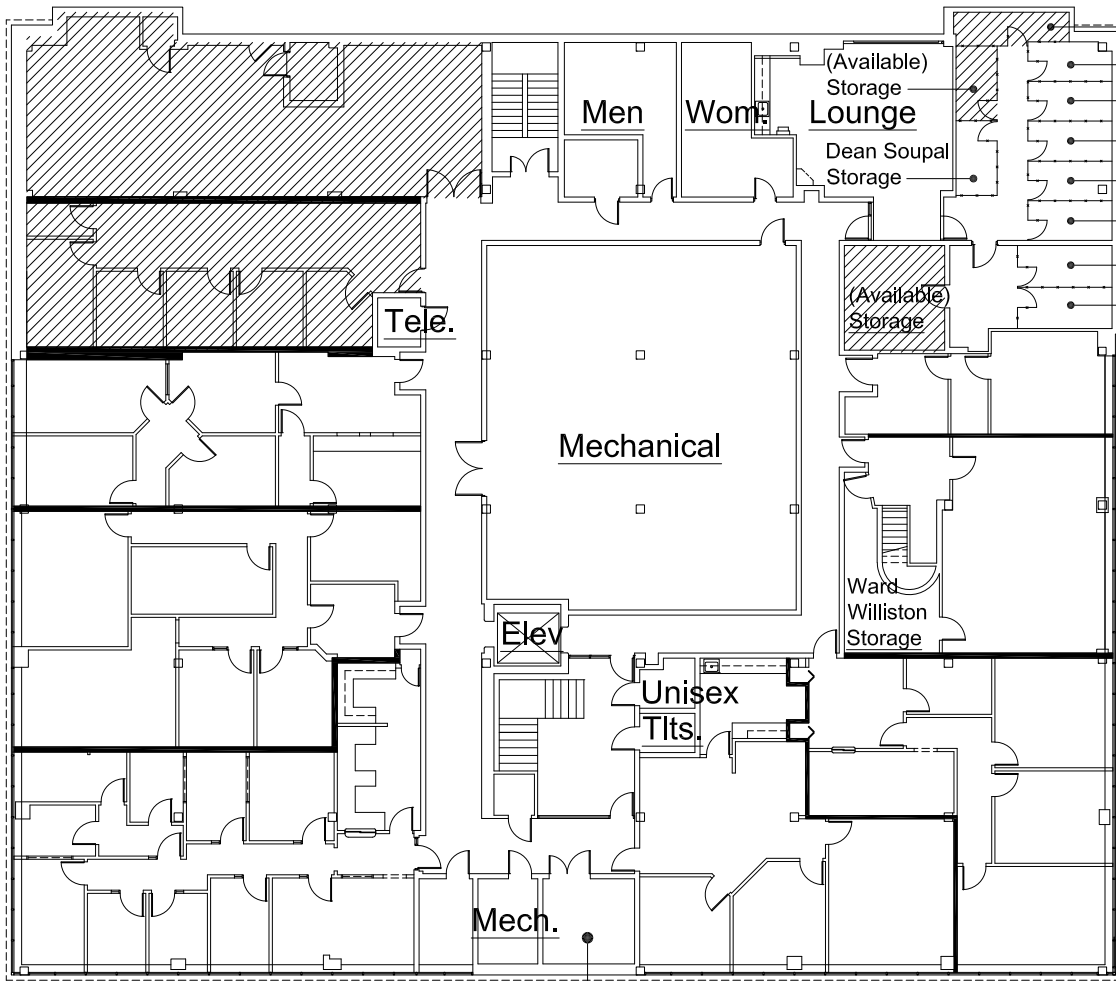 (Available)
Storage
Men
Wom.
Lounge
Dean Soupal
Storage
(Available)
Storage
Tele.
Mechanical
Ward
Williston
Storage
Elev
Unisex
Tlts.
Mech.